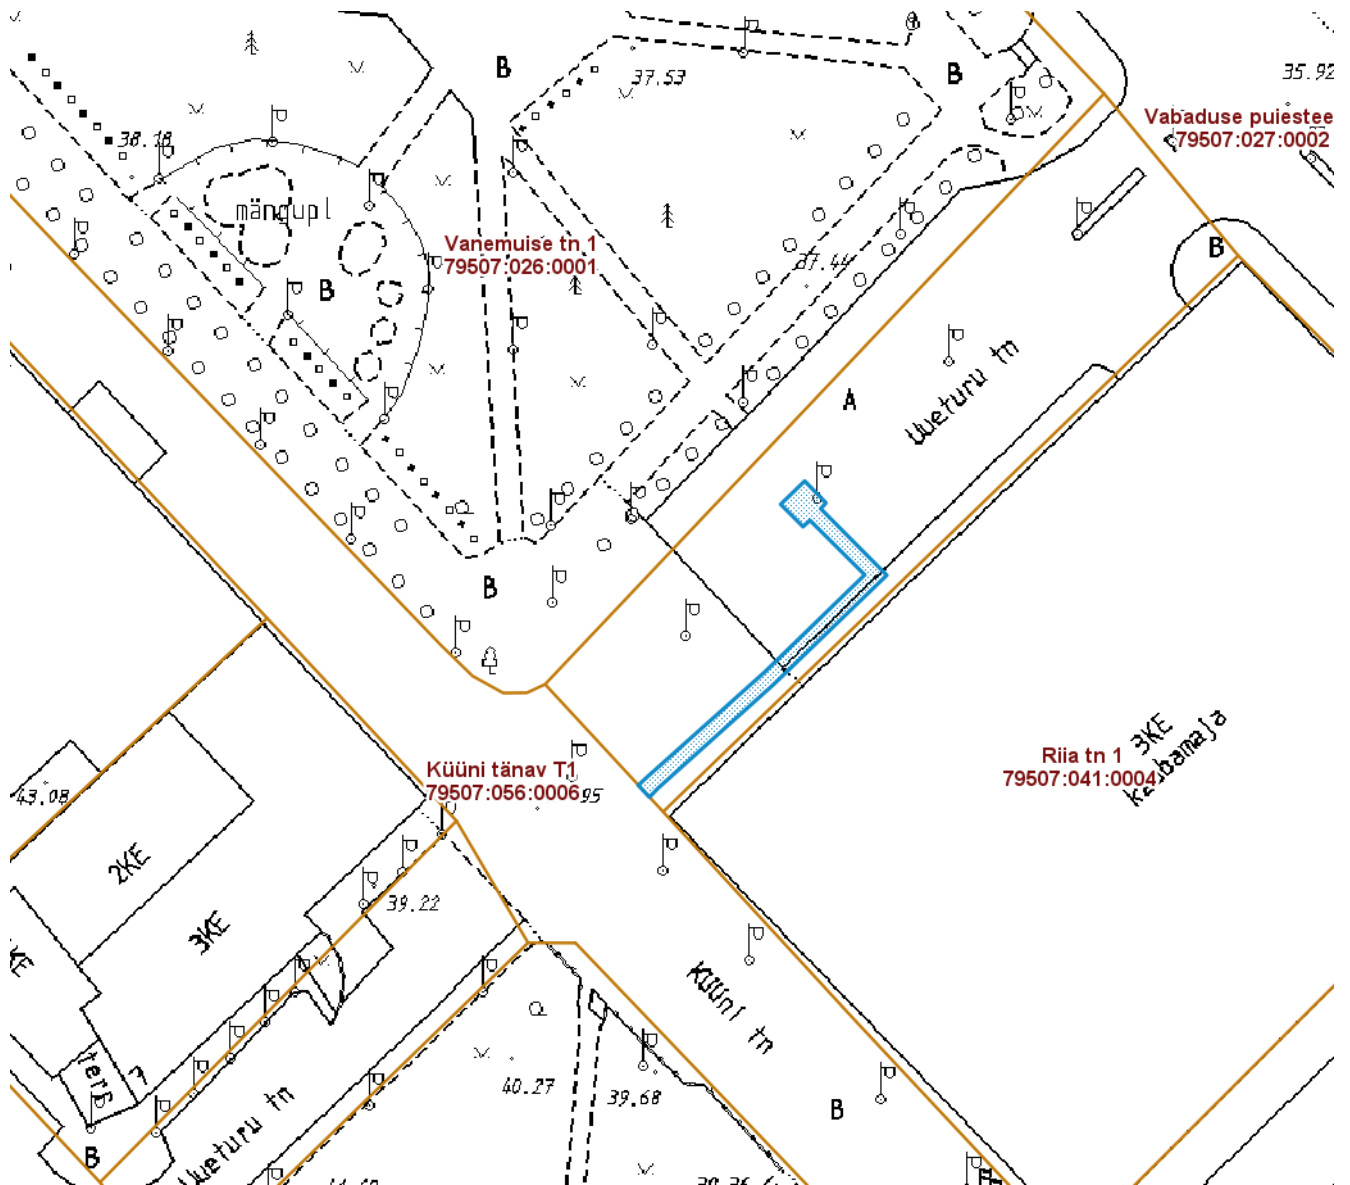 B
37.53
B
35.92
Vabaduse puiestee
79507:027:0002
38.18
mängupl
Vanemuise tn 1
79507:026:0001
37.44
B
B
A
Uueturu tn
B
Küüni tänav T1
79507:056:0006
95
Riia tn 1
79507:041:0004
3KE
43.08
2KE
39.22
3KE
KE
Küüni tn
terß
40.27
39.68
B
Uueturu tn
B